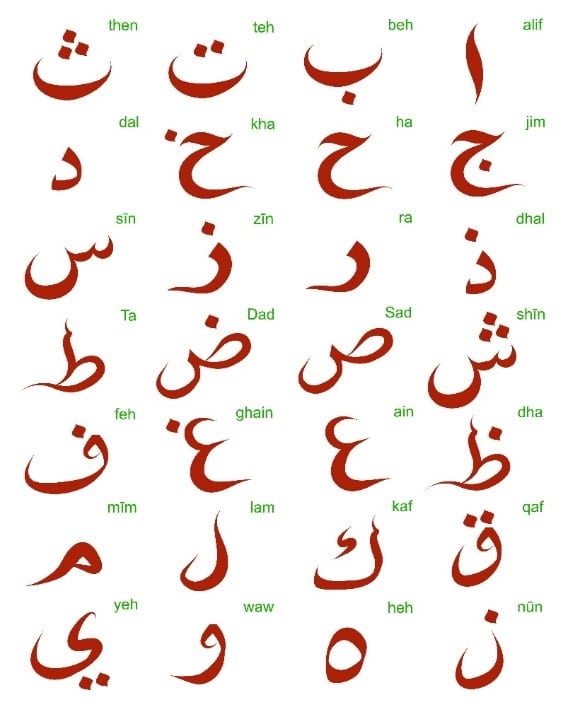 then teh beh alif
ا ب ت ث
dal kha ha jim
ج ح خ د
sīn zīn ra dhal
ذ ر ز س
Ta Dad Sad shīn
ش ص ض ط
feh ghain ain dha
ظ ع غ ف
mīm lam kaf qaf
ق ك ل م
yeh waw heh nūn
ن ه و ي